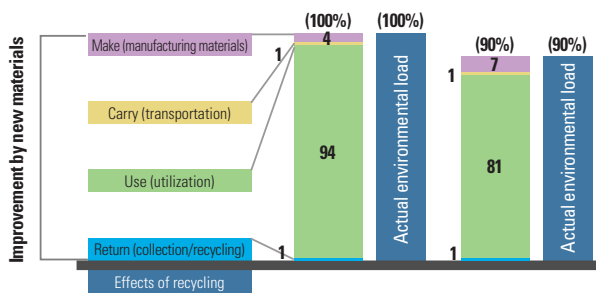 Improvement by new materials
Make (manufacturing materials)
Carry (transportation)
Use (utilization)
Return (collection/recycling)
Effects of recycling
(100%)
4
1
94
1
(100%)
Actual environmental load
(90%)
7
1
81
1
(90%)
Actual environmental load